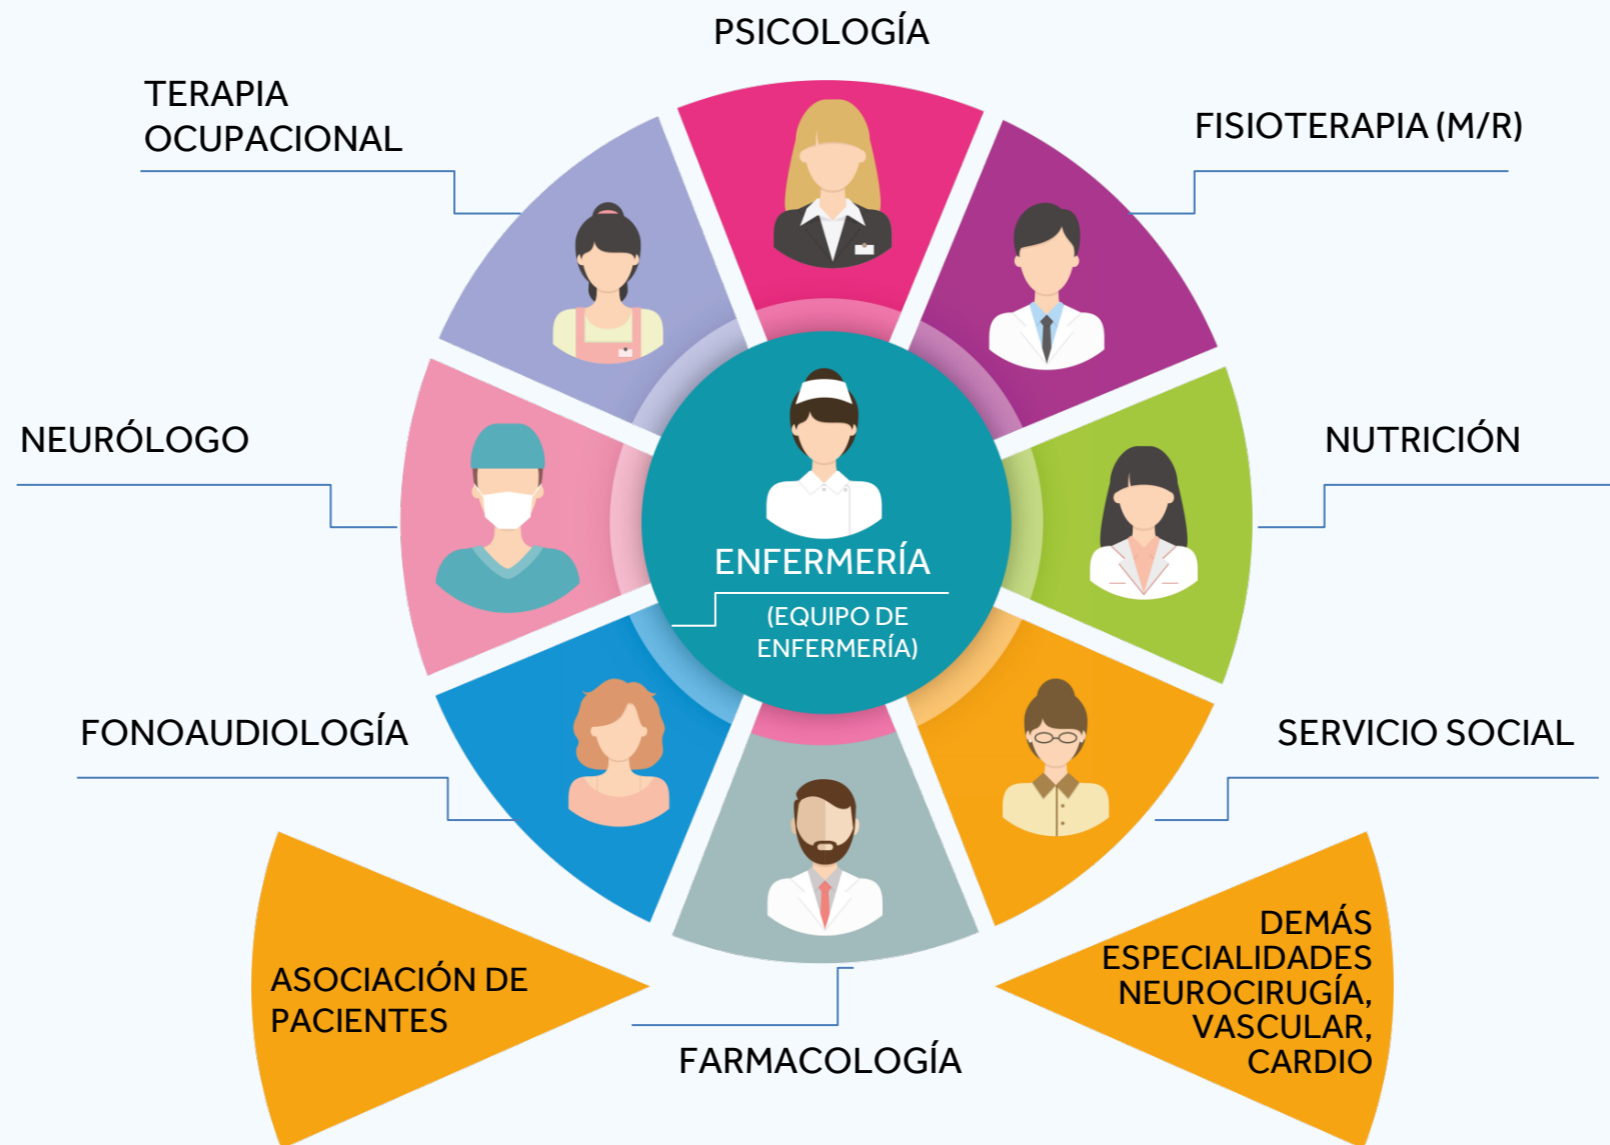 PSICOLOGÍA
TERAPIA
OCUPACIONAL
FISIOTERAPIA (M/R)
NEURÓLOGO
NUTRICIÓN
ENFERMERÍA
(EQUIPO DE
ENFERMERÍA)
FONOAUDIOLOGÍA
SERVICIO SOCIAL
ASOCIACIÓN DE
PACIENTES
DEMÁS
ESPECIALIDADES
NEUROCIRUGÍA,
VASCULAR,
CARDIO
FARMACOLOGÍA